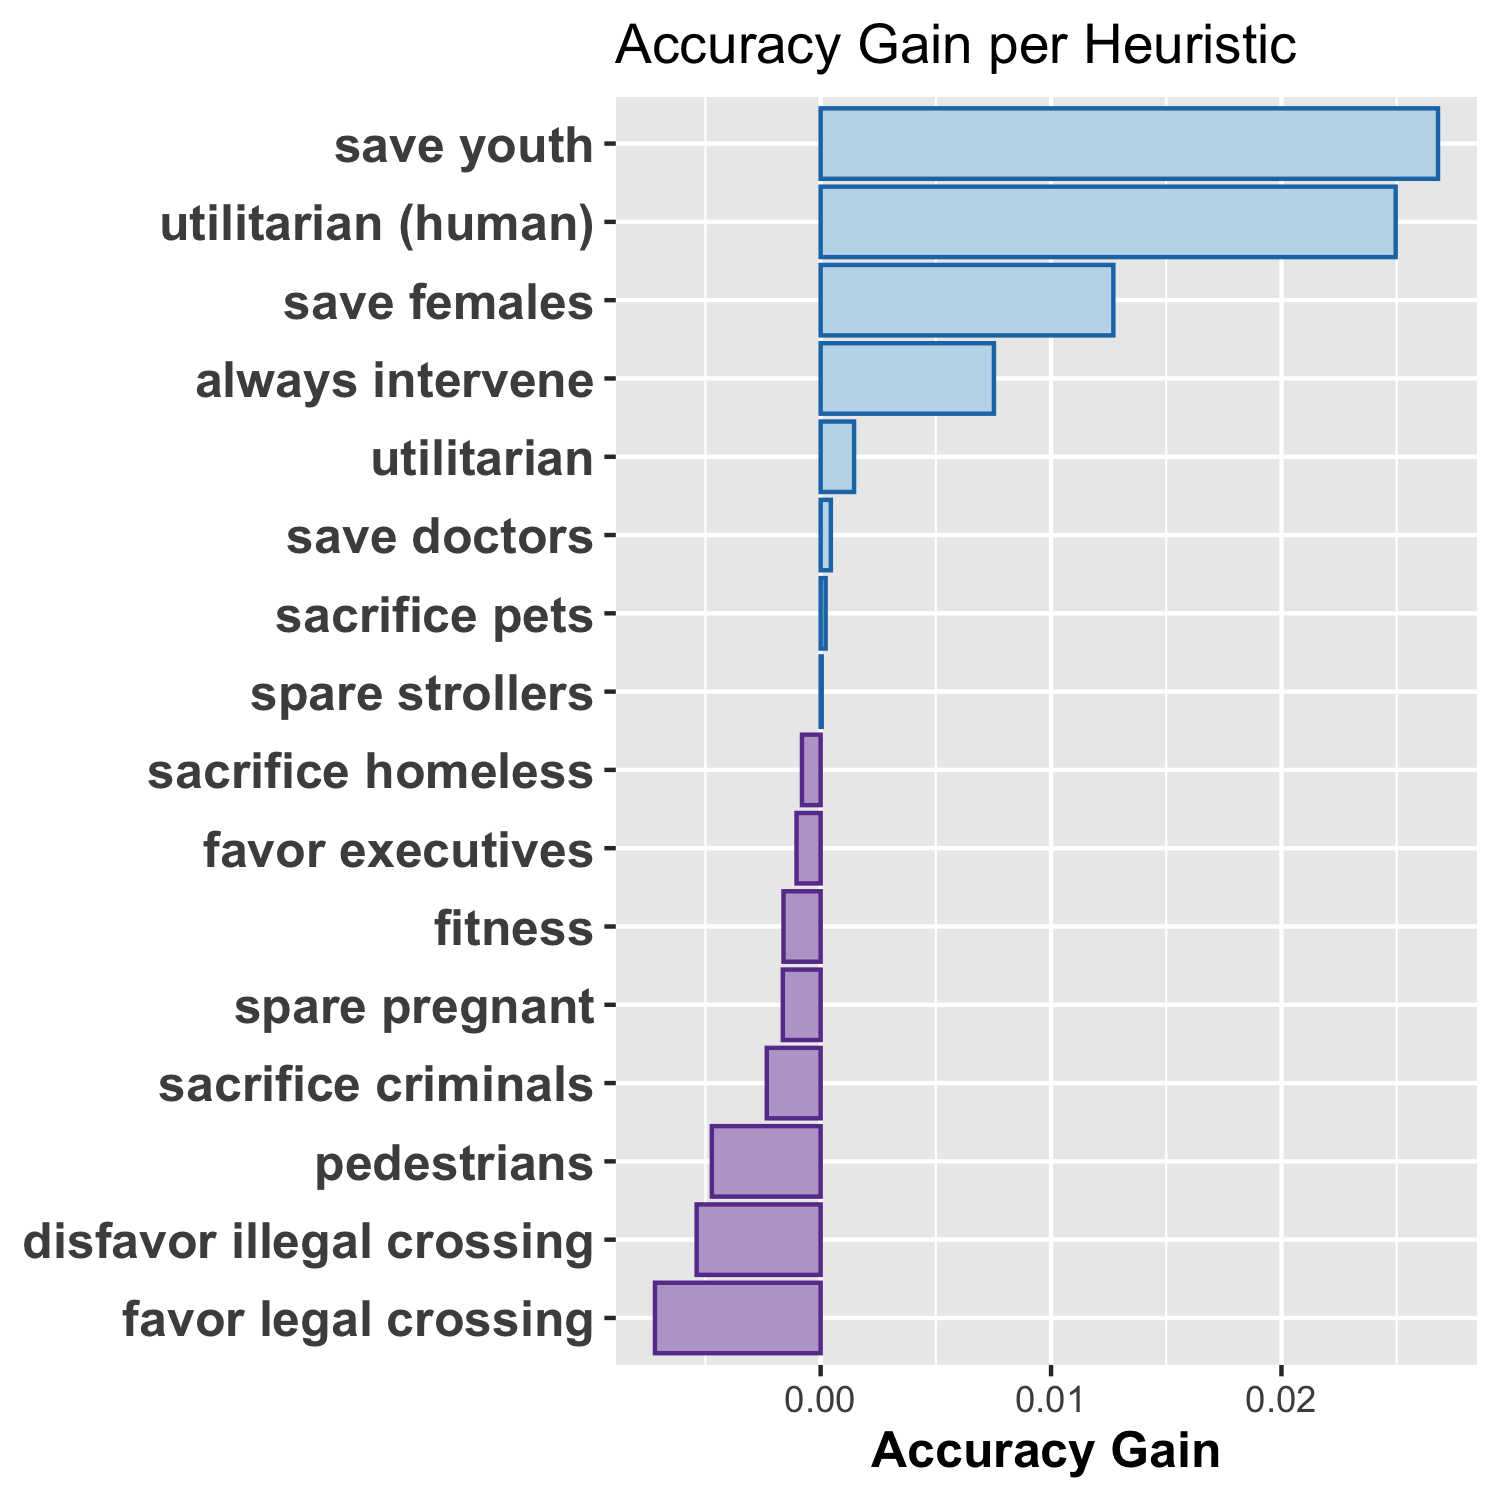 Accuracy Gain per Heuristic
save youth
utilitarian (human)
save females
always intervene
utilitarian
save doctors
sacrifice pets
spare strollers
sacrifice homeless
favor executives
fitness
spare pregnant
sacrifice criminals
pedestrians
disfavor illegal crossing
favor legal crossing
0.00 0.01 0.02
Accuracy Gain